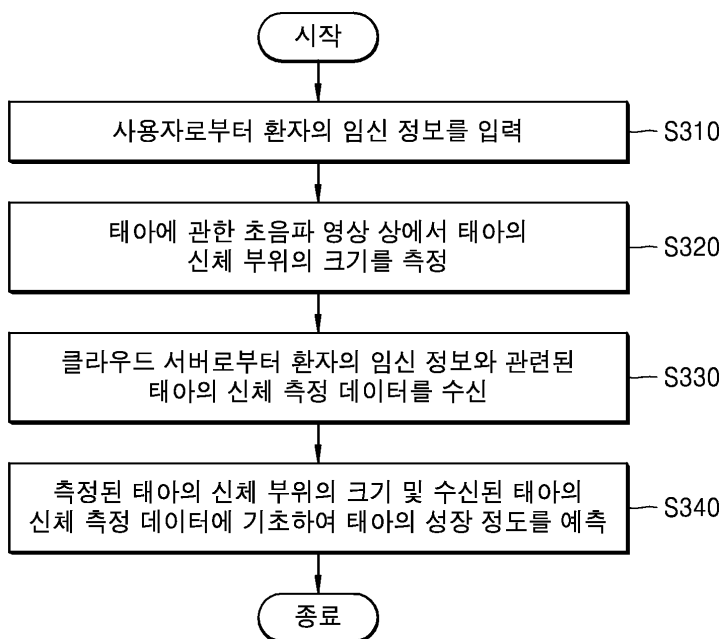 시작
사용자로부터 환자의 임신 정보를 입력
S310
태아에 관한 초음파 영상 상에서 태아의
신체 부위의 크기를 측정
S320
클라우드 서버로부터 환자의 임신 정보와 관련된
태아의 신체 측정 데이터를 수신
S330
측정된 태아의 신체 부위의 크기 및 수신된 태아의
신체 측정 데이터에 기초하여 태아의 성장 정도를 예측
S340
종료